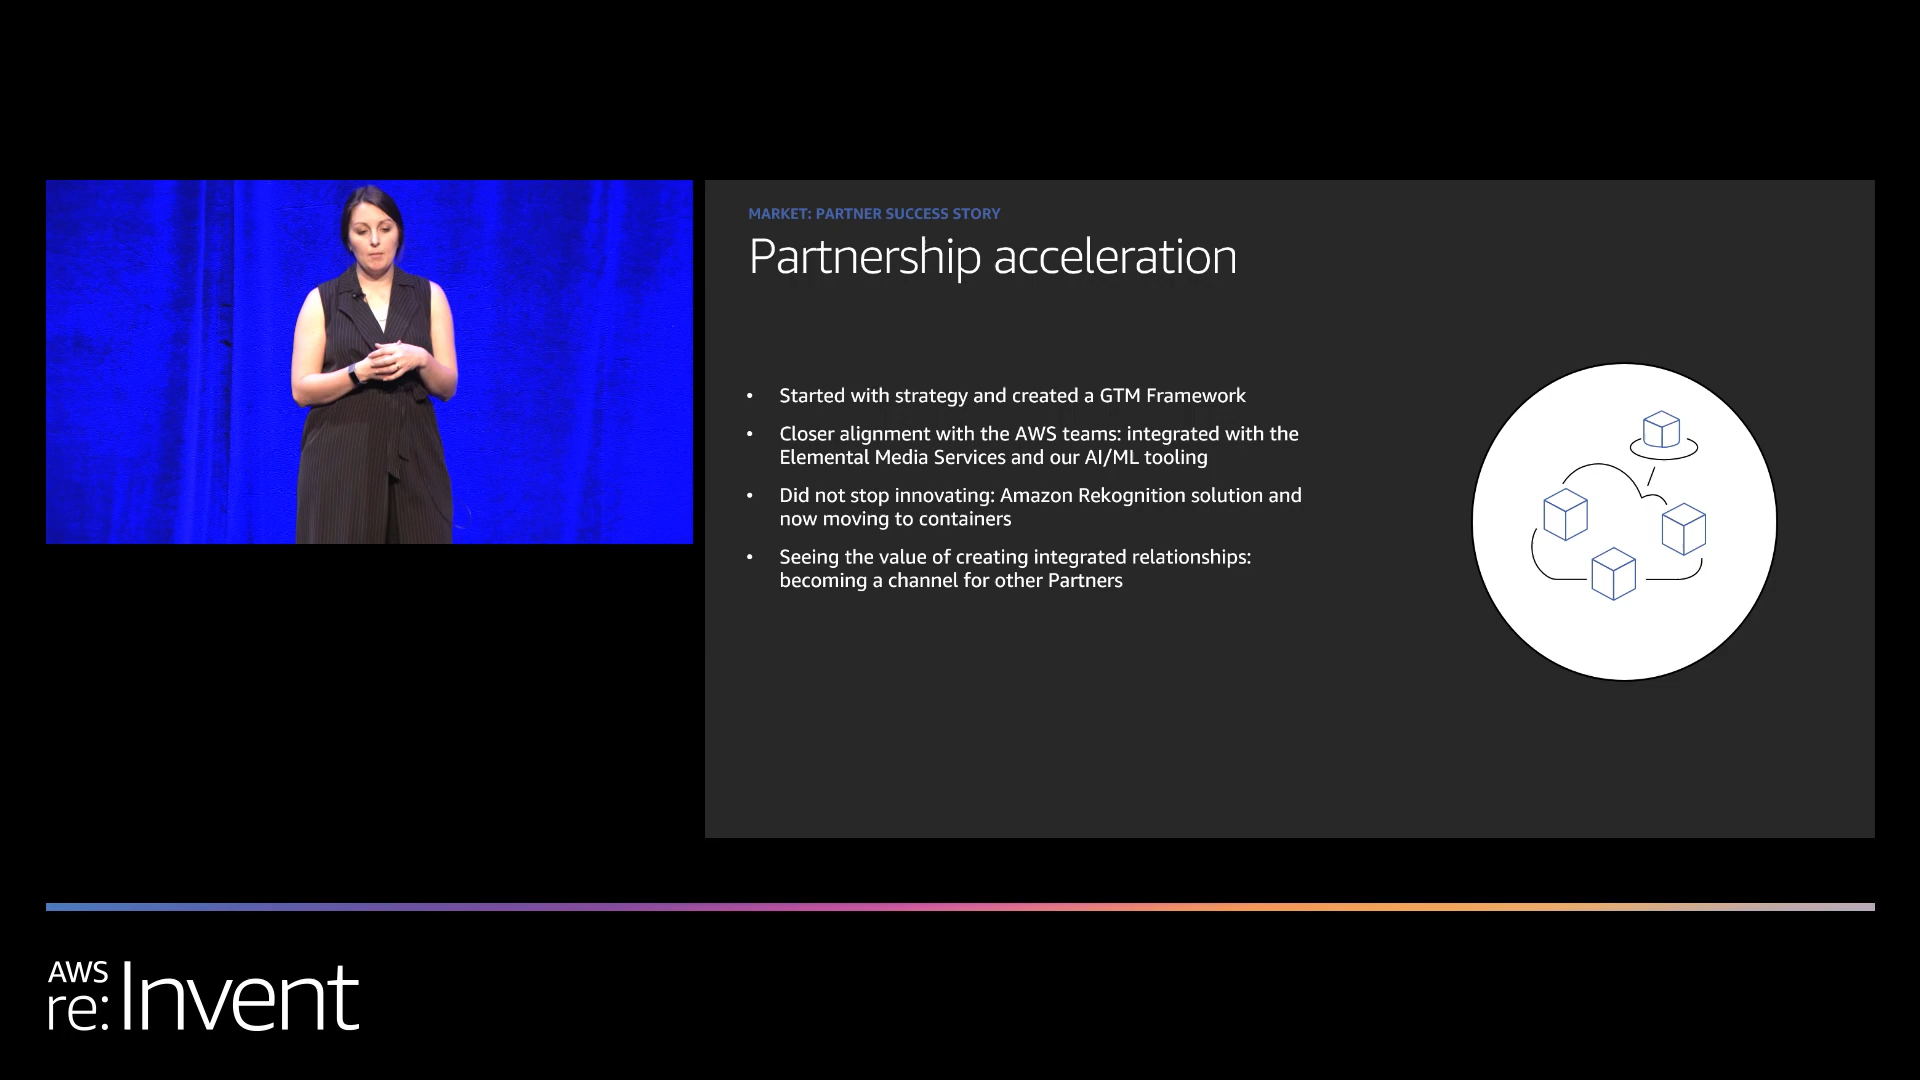 MARKET: PARTNER SUCCESS STORY
Partnership acceleration
• Started with strategy and created a GTM Framework
• Closer alignment with the AWS teams: integrated with the
Elemental Media Services and our AI/ML tooling
• Did not stop innovating: Amazon Rekognition solution and
now moving to containers
• Seeing the value of creating integrated relationships:
becoming a channel for other Partners
AWS
re:Invent